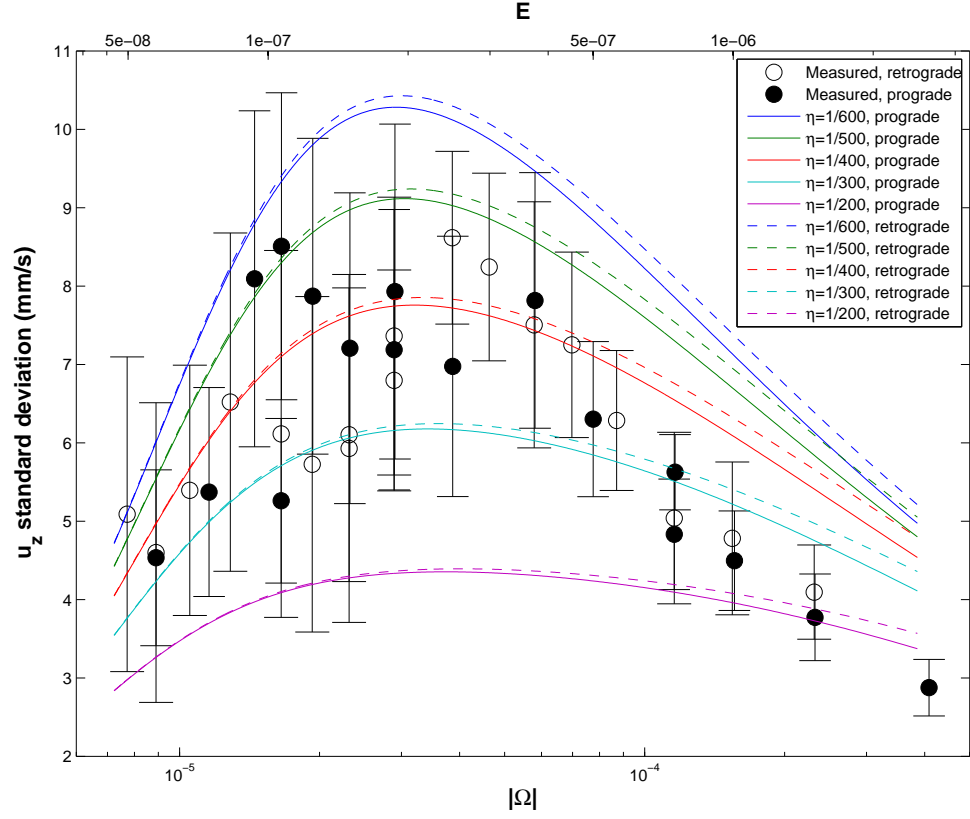 E
5e−08 1e−07 5e−07 1e−06
11
10
9
8
7
6
5
4
3
2
u_z standard deviation (mm/s)
Measured, retrograde
Measured, prograde
η=1/600, prograde
η=1/500, prograde
η=1/400, prograde
η=1/300, prograde
η=1/200, prograde
η=1/600, retrograde
η=1/500, retrograde
η=1/400, retrograde
η=1/300, retrograde
η=1/200, retrograde
10^−5 10^−4
|Ω|